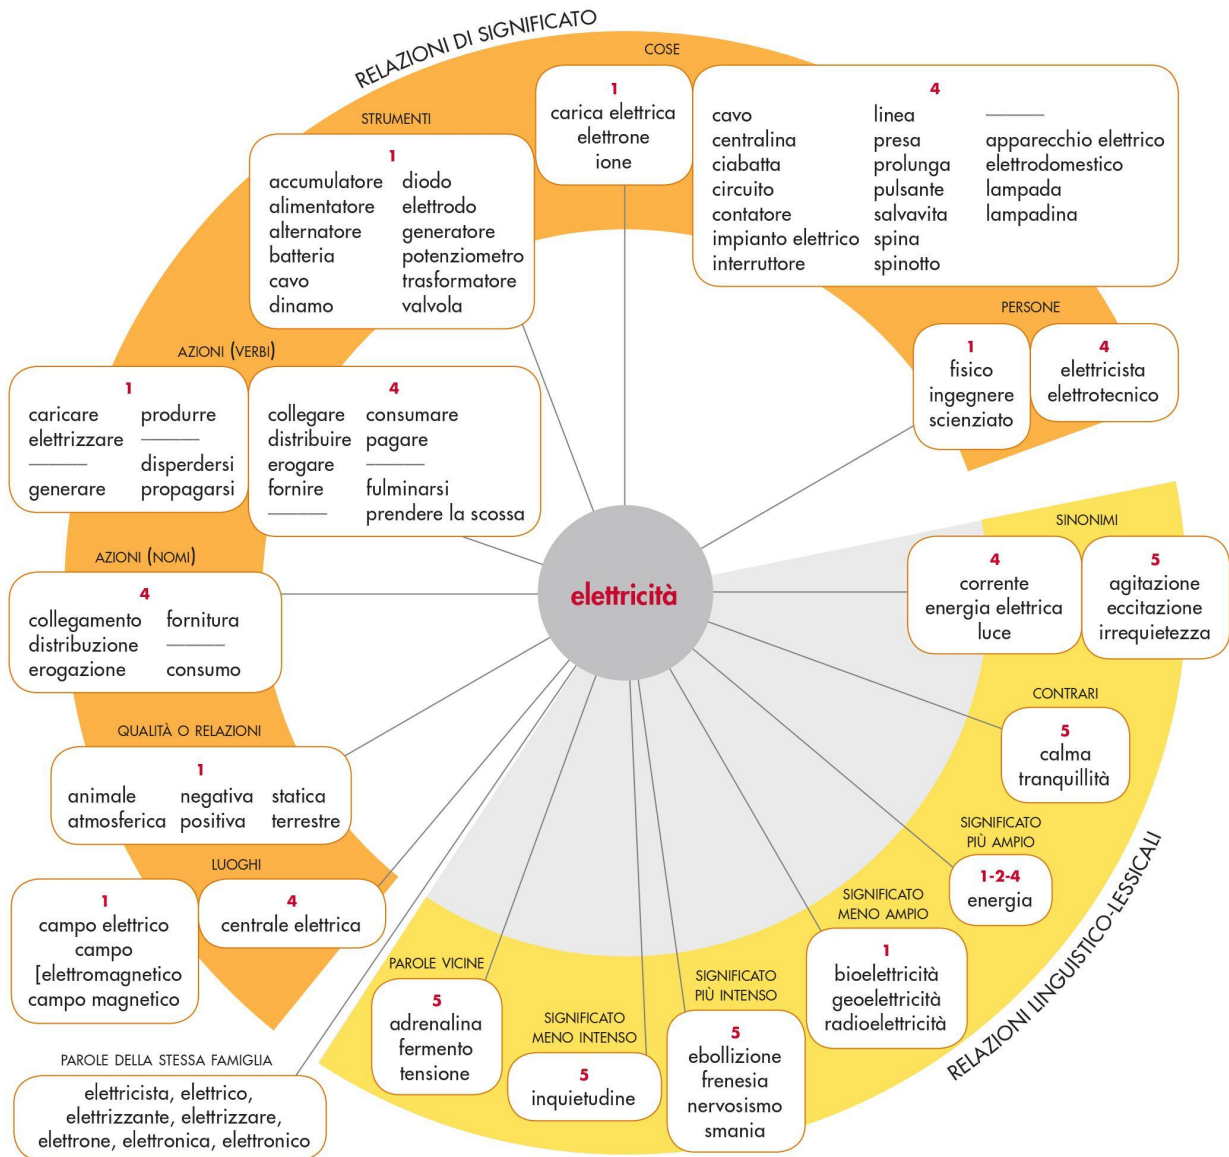 RELAZIONI DI SIGNIFICATO
COSE
1
carica elettrica
elettrone
ione
4
cavo
centralina
ciabatta
circuito
contatore
impianto elettrico
interruttore
linea
presa
prolunga
pulsante
salvavita
spina
spinotto
apparecchio elettrico
elettrodomestico
lampada
lampadina
STRUMENTI
1
accumulatore
alimentatore
alternatore
batteria
cavo
dinamo
diodo
elettrodo
generatore
potenziometro
trasformatore
valvola
PERSONE
1
fisico
ingegnere
scienziato
4
elettricista
elettrotecnico
AZIONI (VERBI)
1
caricare
elettrizzare
generare
produrre
disperdersi
propagarsi
4
collegare
distribuire
erogare
fornire
consumare
pagare
fulminarsi
prendere la scossa
AZIONI (NOMI)
4
collegamento
distribuzione
erogazione
fornitura
consumo
elettricità
SINONIMI
4
corrente
energia elettrica
luce
5
agitazione
eccitazione
irrequietezza
QUALITÀ O RELAZIONI
1
animale
atmosferica
negativa
positiva
statica
terrestre
CONTRARI
5
calma
tranquillità
LUOGHI
1
campo elettrico
campo
[elettromagnetico
campo magnetico
4
centrale elettrica
SIGNIFICATO
PIÙ AMPIO
1-2-4
energia
SIGNIFICATO
MENO AMPIO
1
bioelettricità
geoelettricità
radioelettricità
SIGNIFICATO
PIÙ INTENSO
5
ebollizione
frenesia
nervosismo
smania
SIGNIFICATO
MENO INTENSO
5
inquietudine
PAROLE VICINE
5
adrenalina
fermento
tensione
PAROLE DELLA STESSA FAMIGLIA
elettricista, elettrico,
elettrizzante, elettrizzare,
elettrone, elettronica, elettronico
RELAZIONI LINGUISTICO-LESSICALI